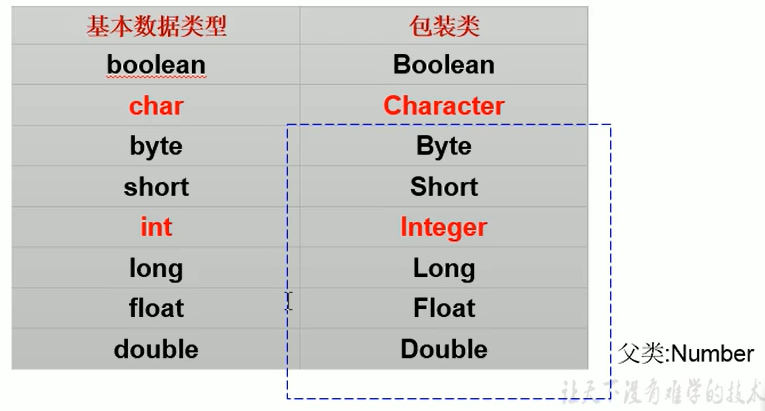 基本数据类型 包装类
boolean Boolean
char Character
byte Byte
short Short
int Integer
long Long
float Float
double Double
父类:Number
让天下没有难学的技术